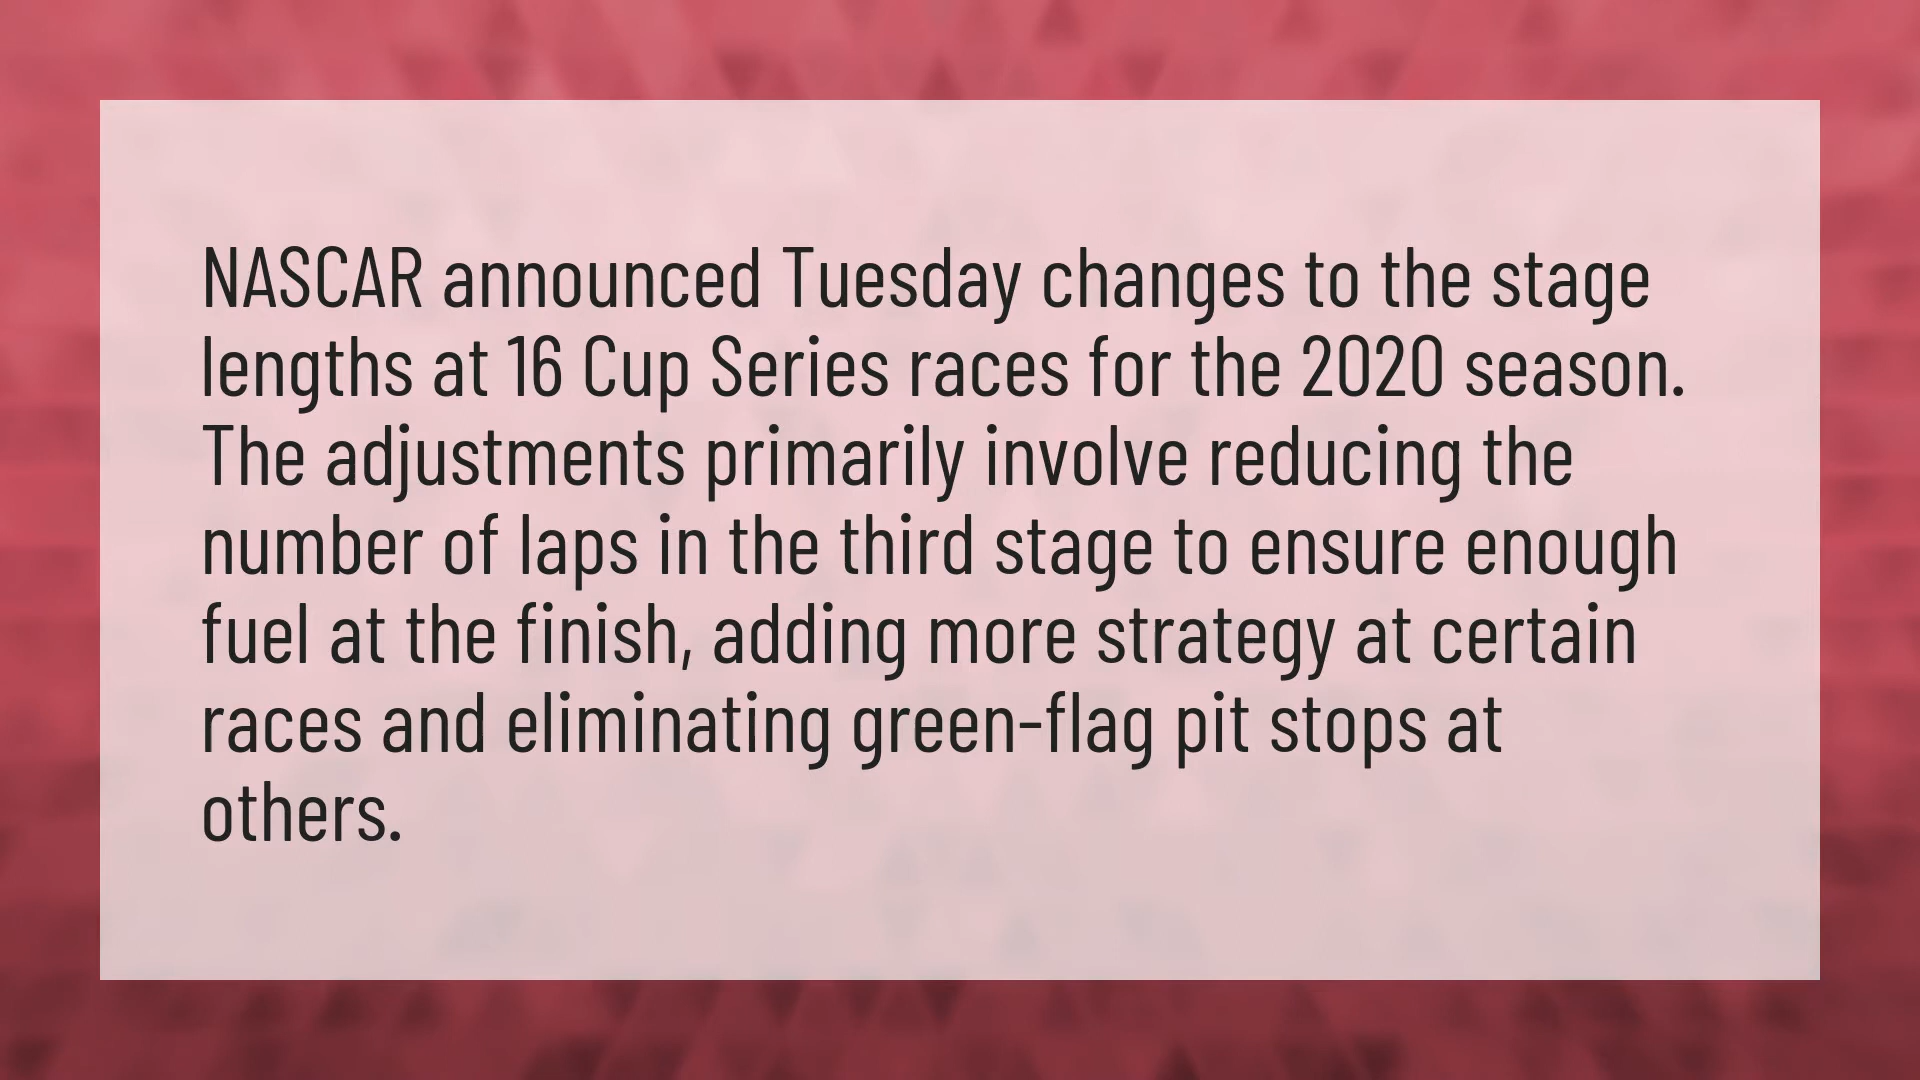 NASCAR announced Tuesday changes to the stage
lengths at 16 Cup Series races for the 2020 season.
The adjustments primarily involve reducing the
number of laps in the third stage to ensure enough
fuel at the finish, adding more strategy at certain
races and eliminating green-flag pit stops at
others.